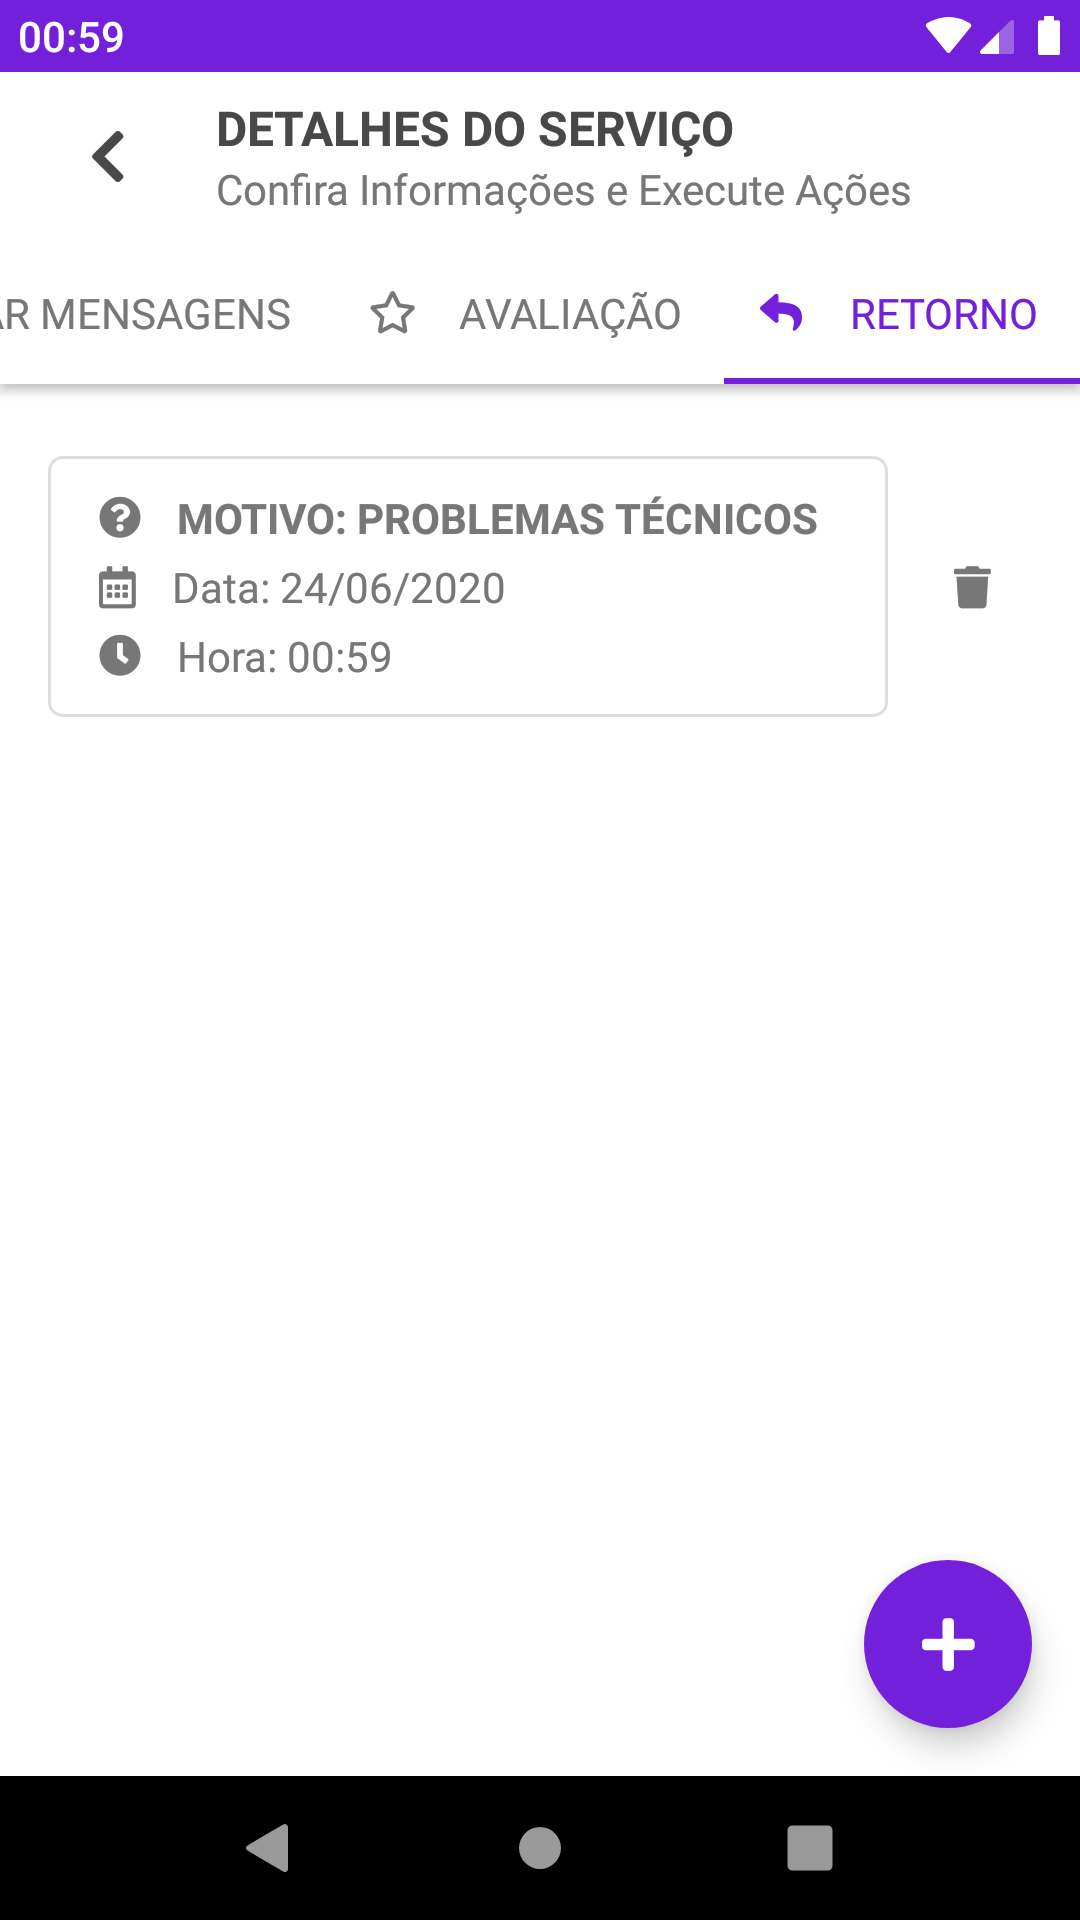 00:59
DETALHES DO SERVIÇO
Confira Informações e Execute Ações
AR MENSAGENS AVALIAÇÃO RETORNO
MOTIVO: PROBLEMAS TÉCNICOS
Data: 24/06/2020
Hora: 00:59